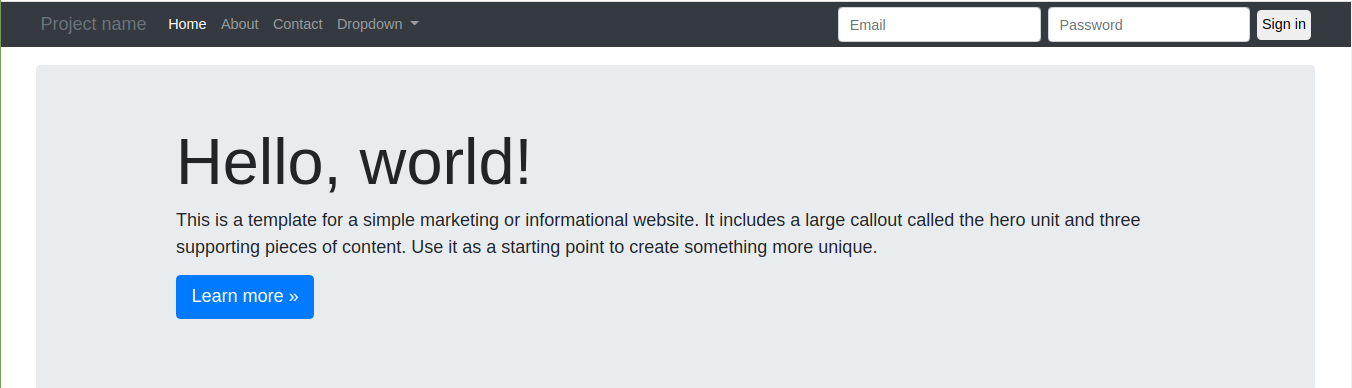 Project name Home About Contact Dropdown Email Password Sign in
Hello, world!
This is a template for a simple marketing or informational website. It includes a large callout called the hero unit and three
supporting pieces of content. Use it as a starting point to create something more unique.
Learn more »